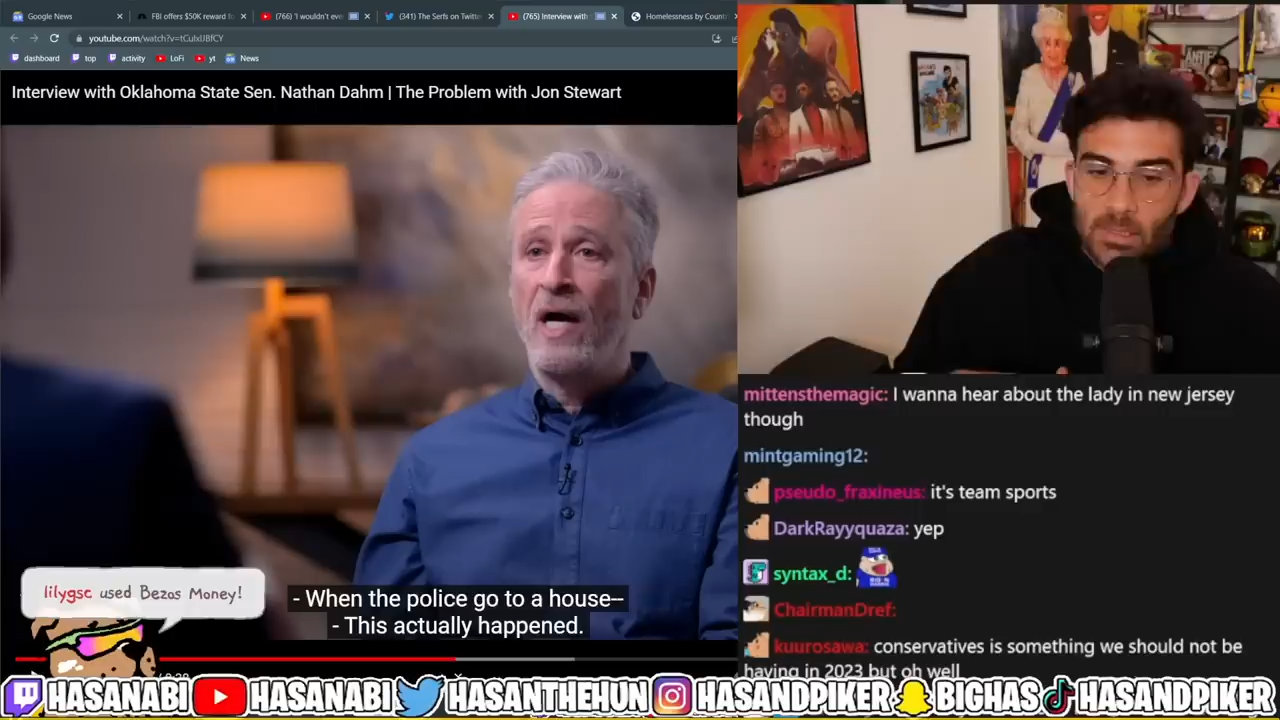 Google News
FBI offers $50K reward fo
(766) 'I wouldn't eve
(341) The Serfs on Twitt
(765) Interview with
Homelessness by Count
youtube.com/watch?v=tCuIxlJBfCY
dashboard
top
activity
LoFi
yt
News
Interview with Oklahoma State Sen. Nathan Dahm | The Problem with Jon Stewart
ANTIF
mittensthemagic: I wanna hear about the lady in new jersey
though
mintgaming12:
pseudo_fraxineus: it's team sports
DarkRayyquaza: yep
syntax_d:
ChairmanDref:
kuurosawa: conservatives is something we should not be
having in 2023 but oh well
lilygsc used Bezos Money!
- When the police go to a house--
- This actually happened.
HASANABI HASANABI HASANTHEHUN HASANDPIKER BIGHAS HASANDPIKER